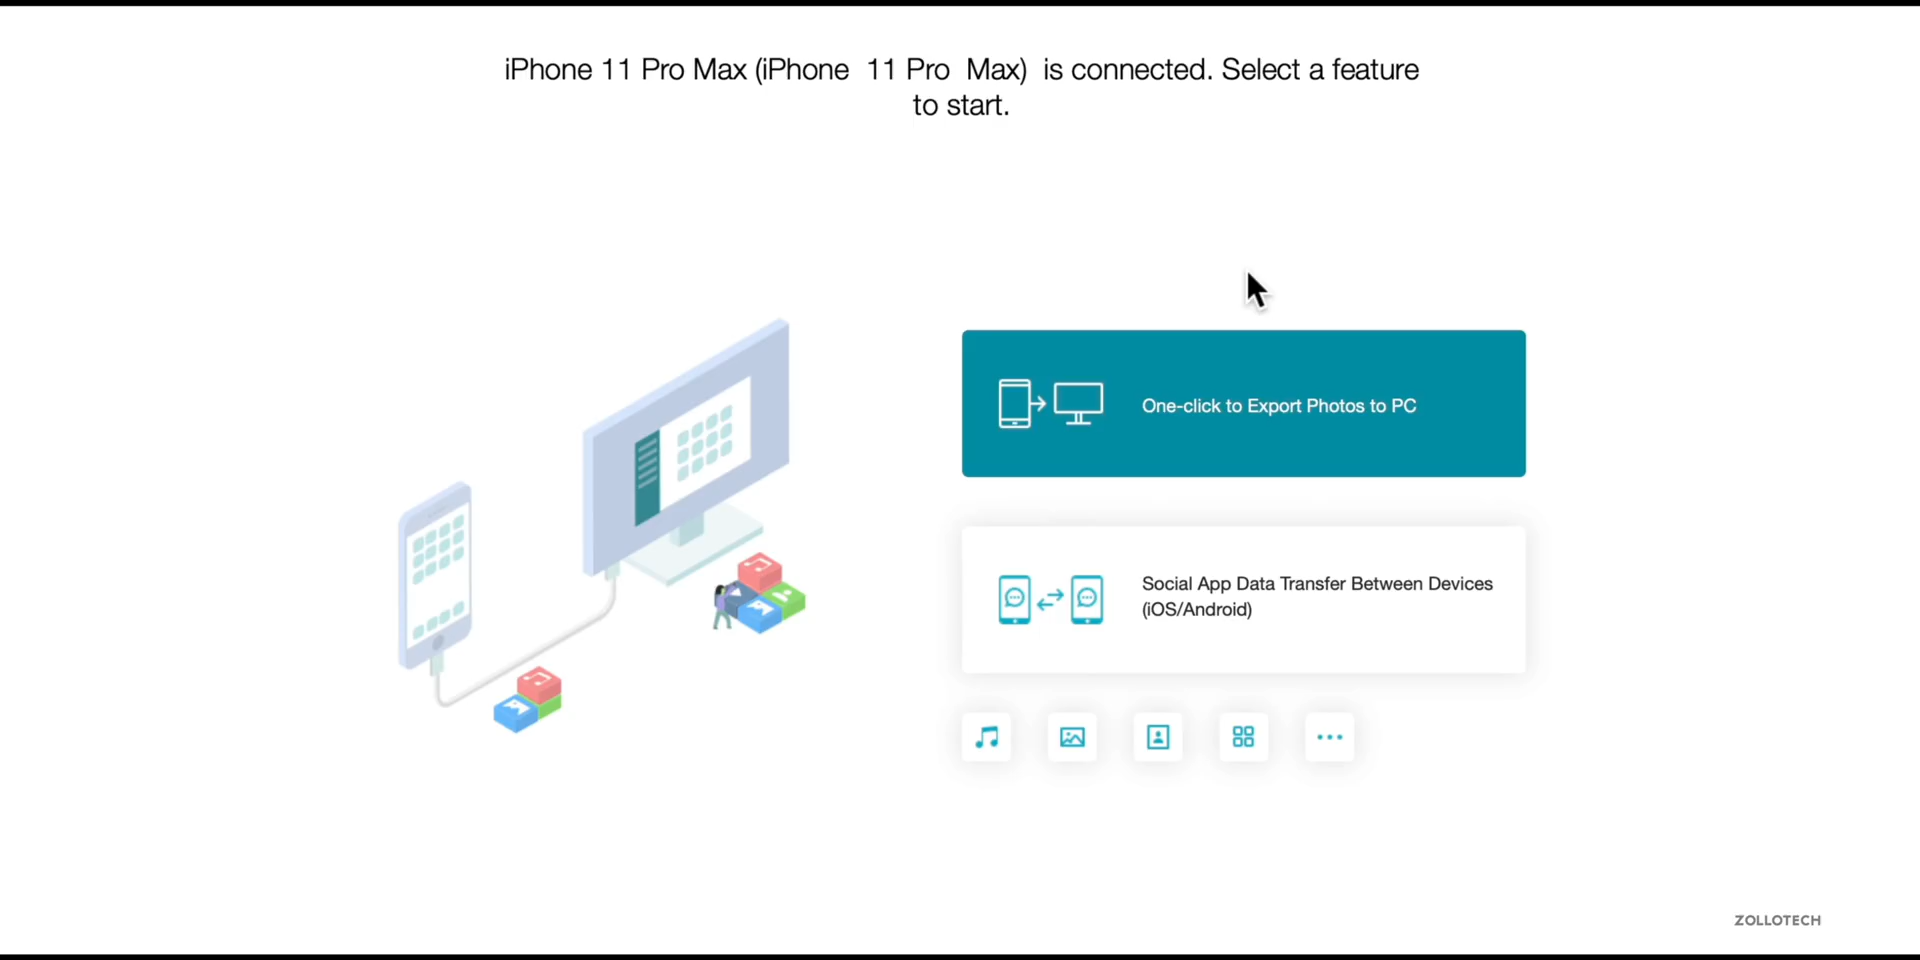 iPhone 11 Pro Max (iPhone  11 Pro  Max)  is connected. Select a feature
to start.
One-click to Export Photos to PC
Social App Data Transfer Between Devices
(iOS/Android)
ZOLLOTECH